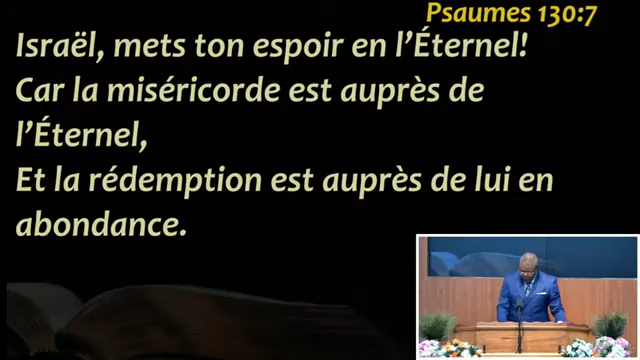 Psaumes 130:7
Israël, mets ton espoir en l’Éternel!
Car la miséricorde est auprès de
l’Éternel,
Et la rédemption est auprès de lui en
abondance.